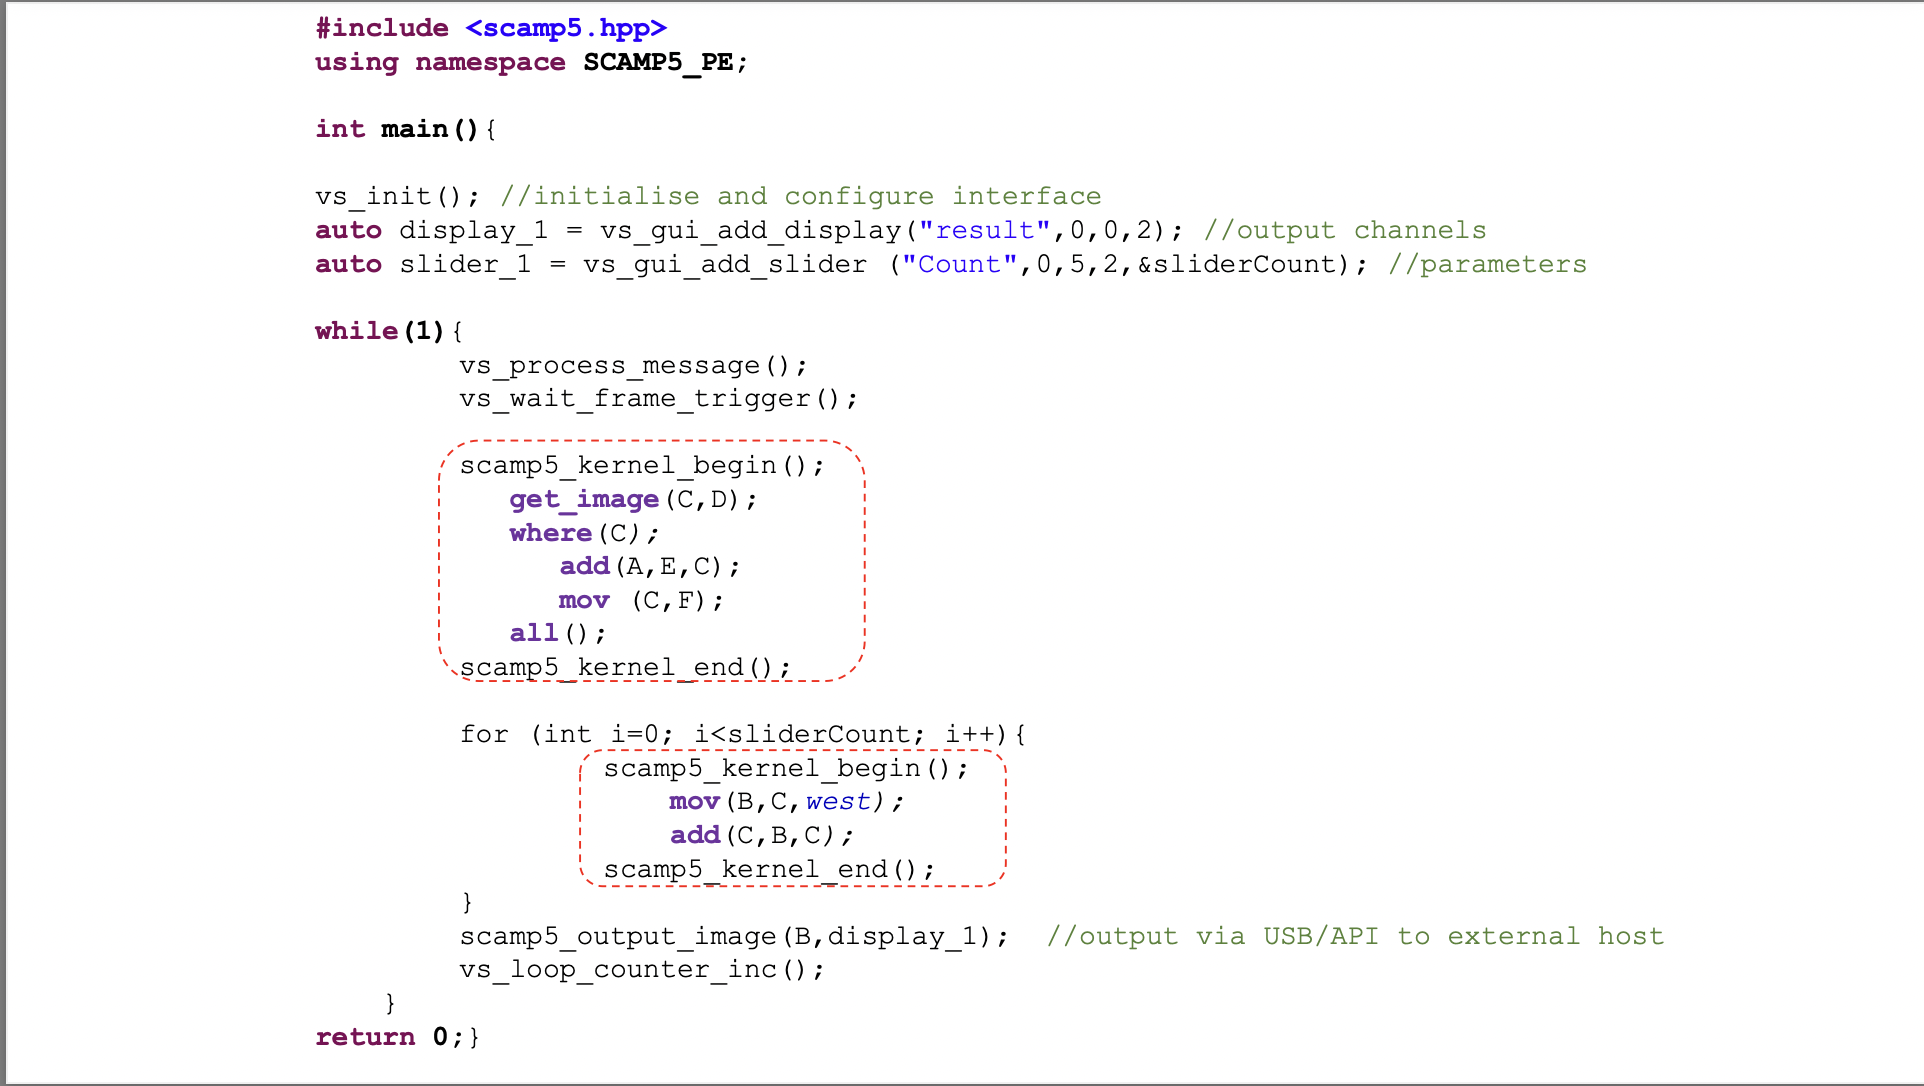 #include <scamp5.hpp>
using namespace SCAMP5_PE;
int main(){
vs_init(); //initialise and configure interface
auto display_1 = vs_gui_add_display("result",0,0,2); //output channels
auto slider_1 = vs_gui_add_slider ("Count",0,5,2,&sliderCount); //parameters
while(1){
vs_process_message();
vs_wait_frame_trigger();
scamp5_kernel_begin();
get_image(C,D);
where(C);
add(A,E,C);
mov (C,F);
all();
scamp5_kernel_end();
for (int i=0; i<sliderCount; i++){
scamp5_kernel_begin();
mov(B,C,west);
add(C,B,C);
scamp5_kernel_end();
}
scamp5_output_image(B,display_1); //output via USB/API to external host
vs_loop_counter_inc();
}
return 0;}